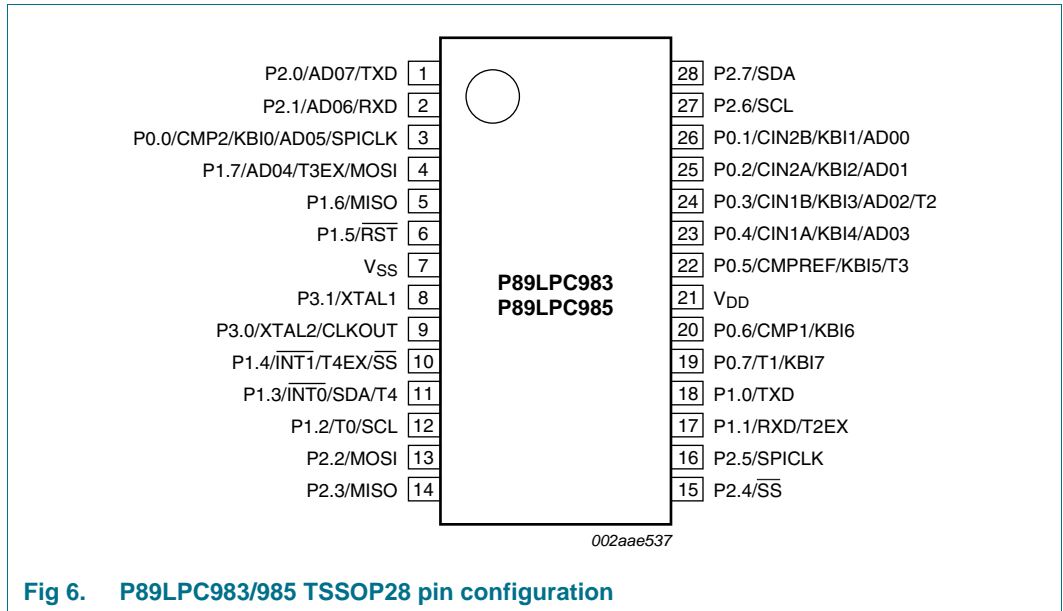 P2.0/AD07/TXD 1
P2.1/AD06/RXD 2
P0.0/CMP2/KBI0/AD05/SPICLK 3
P1.7/AD04/T3EX/MOSI 4
P1.6/MISO 5
P1.5/RST 6
VSS 7
P3.1/XTAL1 8
P3.0/XTAL2/CLKOUT 9
P1.4/INT1/T4EX/SS 10
P1.3/INT0/SDA/T4 11
P1.2/T0/SCL 12
P2.2/MOSI 13
P2.3/MISO 14
P89LPC983
P89LPC985
28 P2.7/SDA
27 P2.6/SCL
26 P0.1/CIN2B/KBI1/AD00
25 P0.2/CIN2A/KBI2/AD01
24 P0.3/CIN1B/KBI3/AD02/T2
23 P0.4/CIN1A/KBI4/AD03
22 P0.5/CMPREF/KBI5/T3
21 VDD
20 P0.6/CMP1/KBI6
19 P0.7/T1/KBI7
18 P1.0/TXD
17 P1.1/RXD/T2EX
16 P2.5/SPICLK
15 P2.4/SS
002aae537
Fig 6. P89LPC983/985 TSSOP28 pin configuration